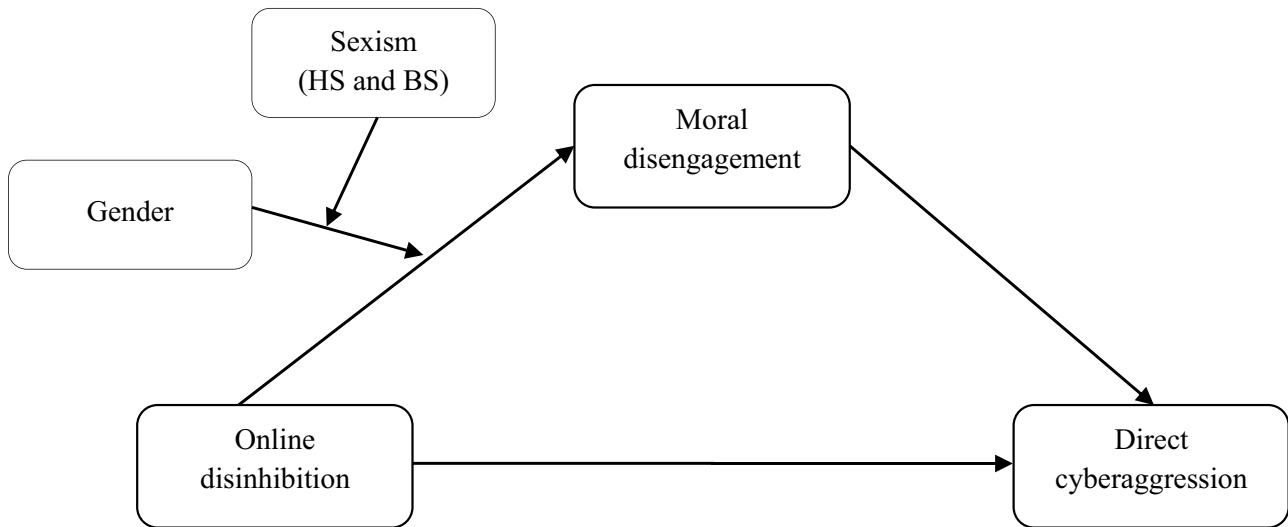 Sexism
(HS and BS)
Moral
disengagement
Gender
Online
disinhibition
Direct
cyberaggression